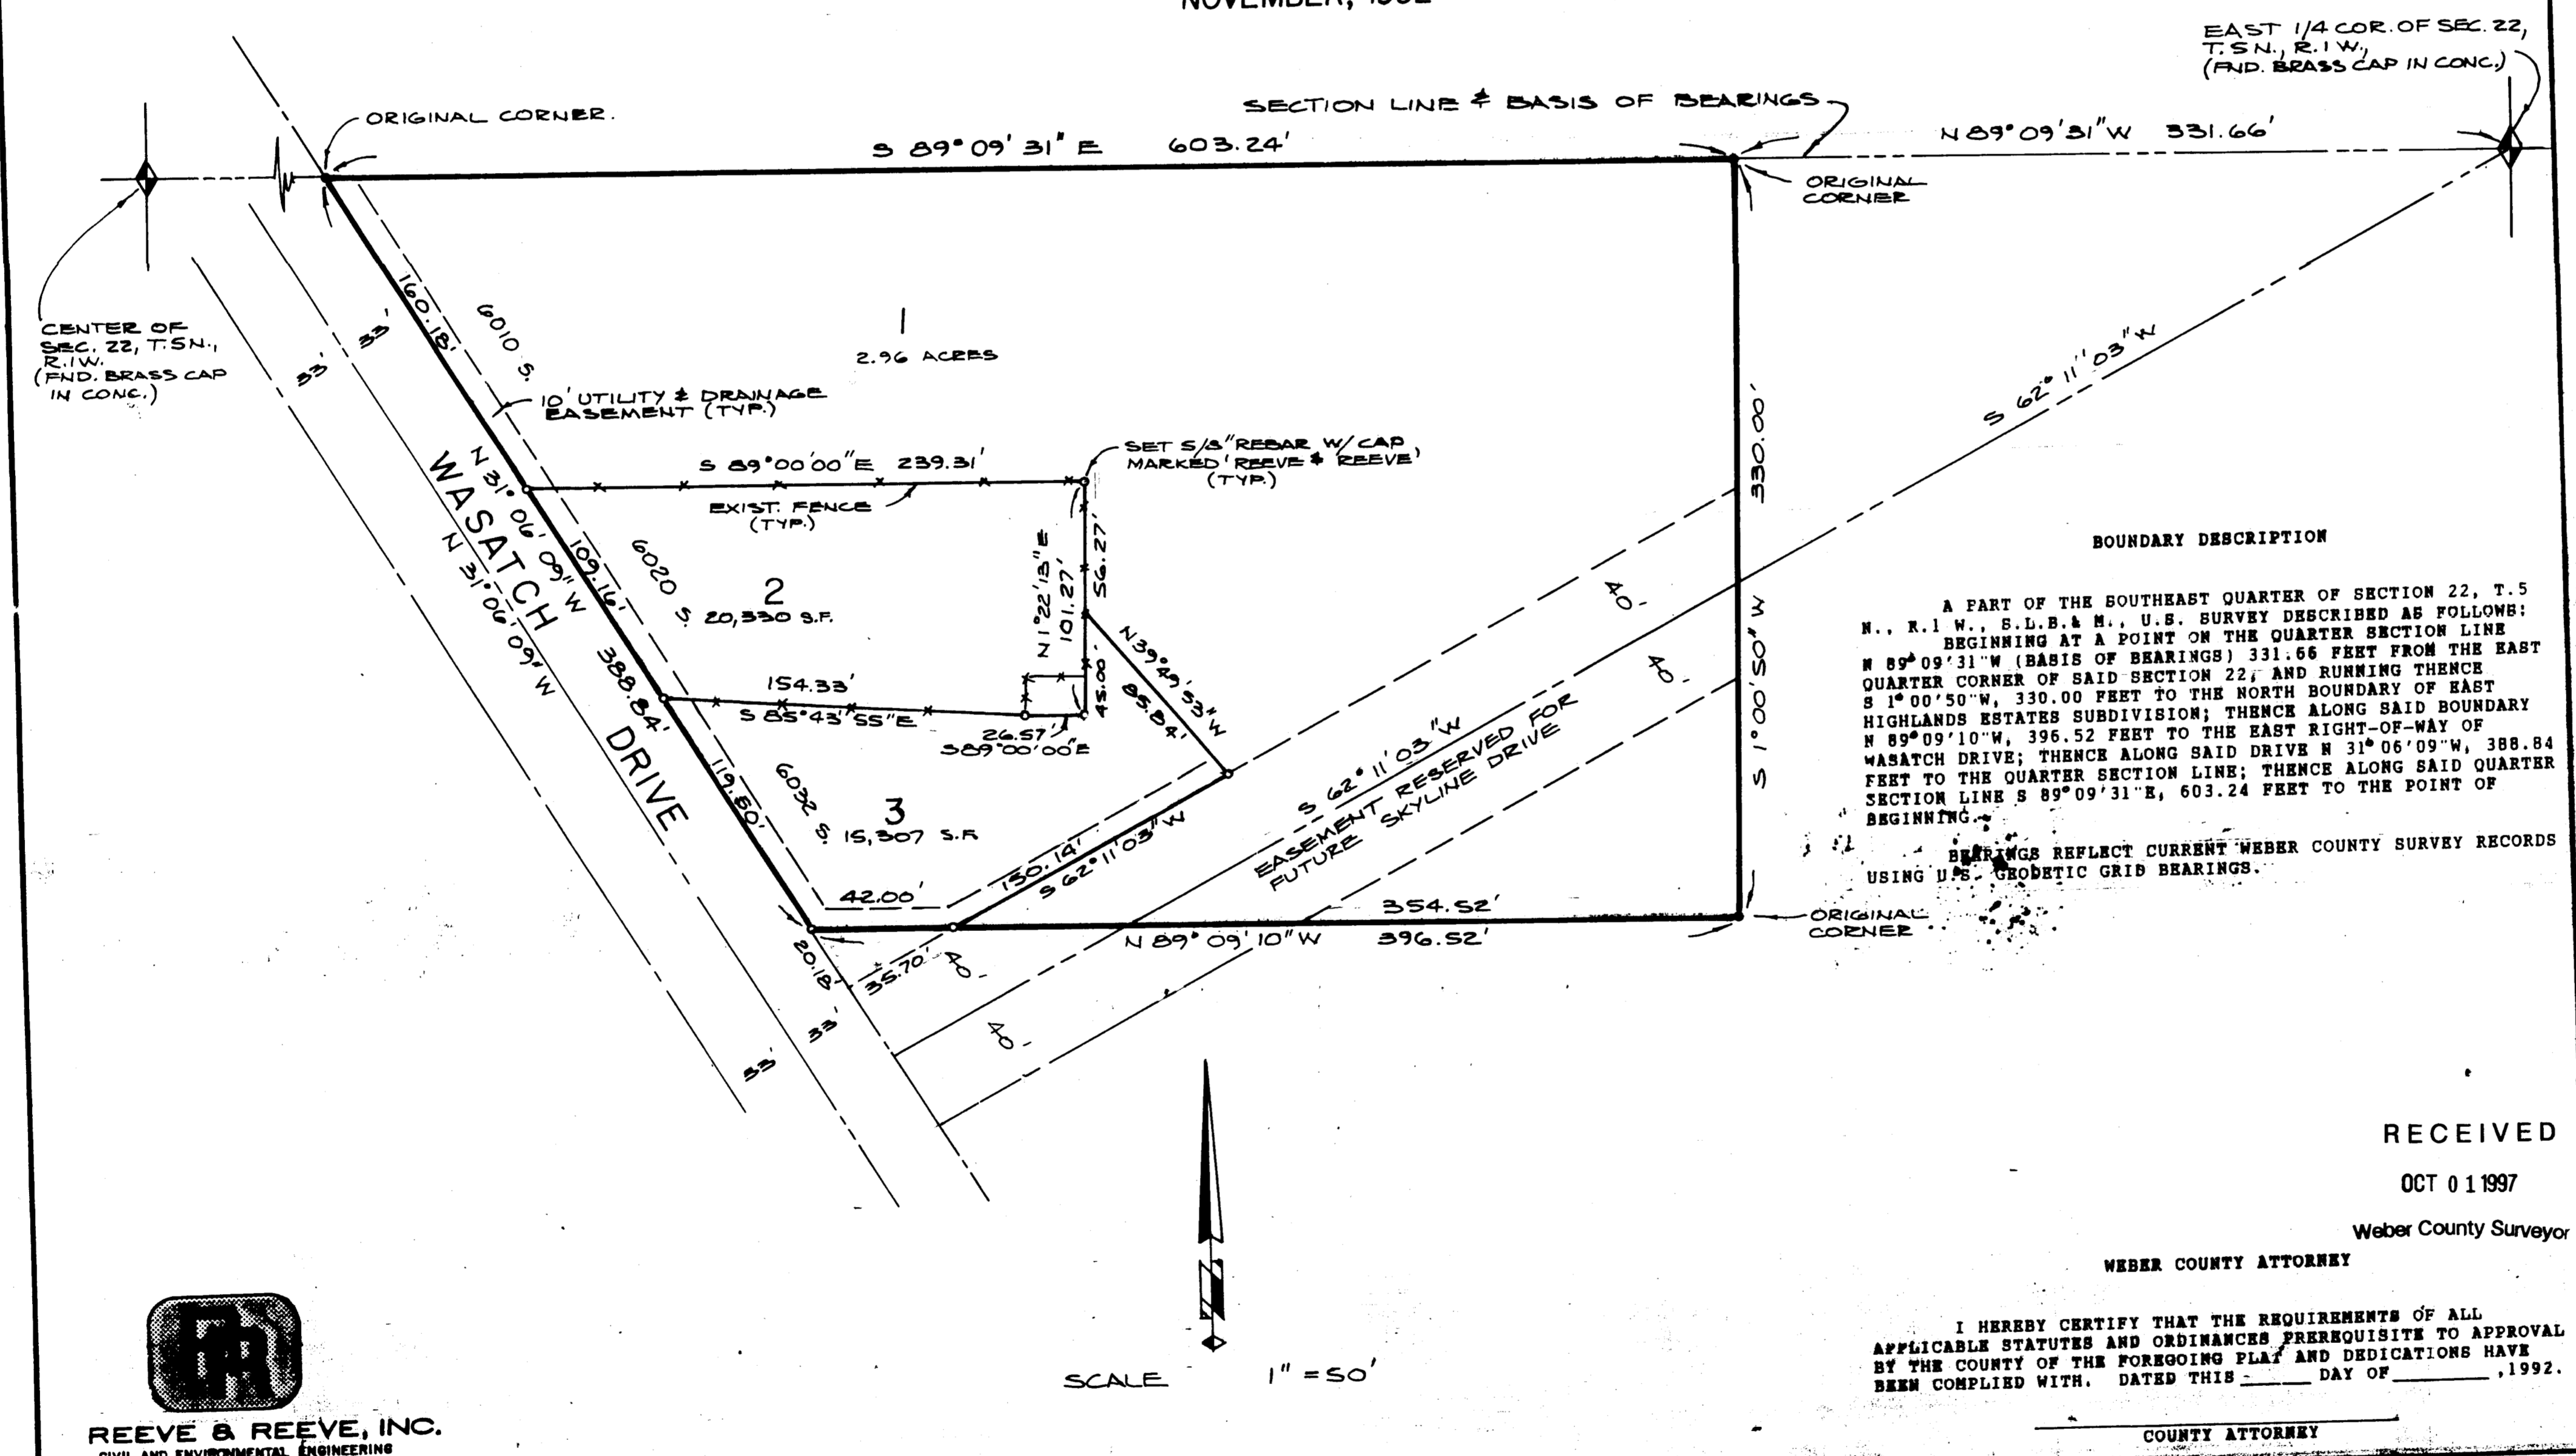 NOVEMBER, 1992
EAST 1/4 COR. OF SEC. 22,
T. 5 N., R. 1 W.,
(FND. BRASS CAP IN CONC.)
ORIGINAL CORNER.
SECTION LINE & BASIS OF BEARINGS
S 89° 09' 31" E 603.24'
N 89° 09' 31" W 331.66'
ORIGINAL
CORNER
CENTER OF
SEC. 22, T. 5 N.,
R. 1 W.
(FND. BRASS CAP
IN CONC.)
33'
33'
160.18'
6010 S.
1
2.96 ACRES
10' UTILITY & DRAINAGE
EASEMENT (TYP.)
S 62° 11' 03" W
SET 5/8" REBAR W/ CAP
MARKED 'REEVE & REEVE'
(TYP.)
S 89° 00' 00" E 239.31'
EXIST. FENCE
(TYP.)
330.00'
S 1° 00' 50" W
N 31° 06' 09" W
388.84'
WASATCH DRIVE
N 31° 06' 09" W
109.16'
6020 S.
2
20,330 S.F.
N 1° 22' 13" E
101.27'
56.27'
45.00'
N 39° 49' 53" W
85.84'
154.33'
S 85° 43' 55" E
26.57'
S 89° 00' 00" E
40'
40'
119.50'
6032 S.
3
15,307 S.F.
S 62° 11' 03" W
EASEMENT RESERVED FOR
FUTURE SKYLINE DRIVE
150.14'
S 62° 11' 03" W
42.00'
354.52'
N 89° 09' 10" W 396.52'
ORIGINAL
CORNER
20.18'
35.70'
40'
40'
33'
33'
BOUNDARY DESCRIPTION
A PART OF THE SOUTHEAST QUARTER OF SECTION 22, T.5
N., R.1 W., S.L.B.& M., U.S. SURVEY DESCRIBED AS FOLLOWS:
BEGINNING AT A POINT ON THE QUARTER SECTION LINE
N 89° 09'31"W (BASIS OF BEARINGS) 331.66 FEET FROM THE EAST
QUARTER CORNER OF SAID SECTION 22, AND RUNNING THENCE
S 1° 00'50"W, 330.00 FEET TO THE NORTH BOUNDARY OF EAST
HIGHLANDS ESTATES SUBDIVISION; THENCE ALONG SAID BOUNDARY
N 89° 09'10"W, 396.52 FEET TO THE EAST RIGHT-OF-WAY OF
WASATCH DRIVE; THENCE ALONG SAID DRIVE N 31° 06'09"W, 388.84
FEET TO THE QUARTER SECTION LINE; THENCE ALONG SAID QUARTER
SECTION LINE S 89° 09'31"E, 603.24 FEET TO THE POINT OF
BEGINNING.
BEARINGS REFLECT CURRENT WEBER COUNTY SURVEY RECORDS
USING U.S. GEODETIC GRID BEARINGS.
RECEIVED
OCT 01 1997
Weber County Surveyor
WEBER COUNTY ATTORNEY
I HEREBY CERTIFY THAT THE REQUIREMENTS OF ALL
APPLICABLE STATUTES AND ORDINANCES PREREQUISITE TO APPROVAL
BY THE COUNTY OF THE FOREGOING PLAT AND DEDICATIONS HAVE
BEEN COMPLIED WITH. DATED THIS ______ DAY OF ________, 1992.
COUNTY ATTORNEY
SCALE 1" = 50'
RR
REEVE & REEVE, INC.
CIVIL AND ENVIRONMENTAL ENGINEERING